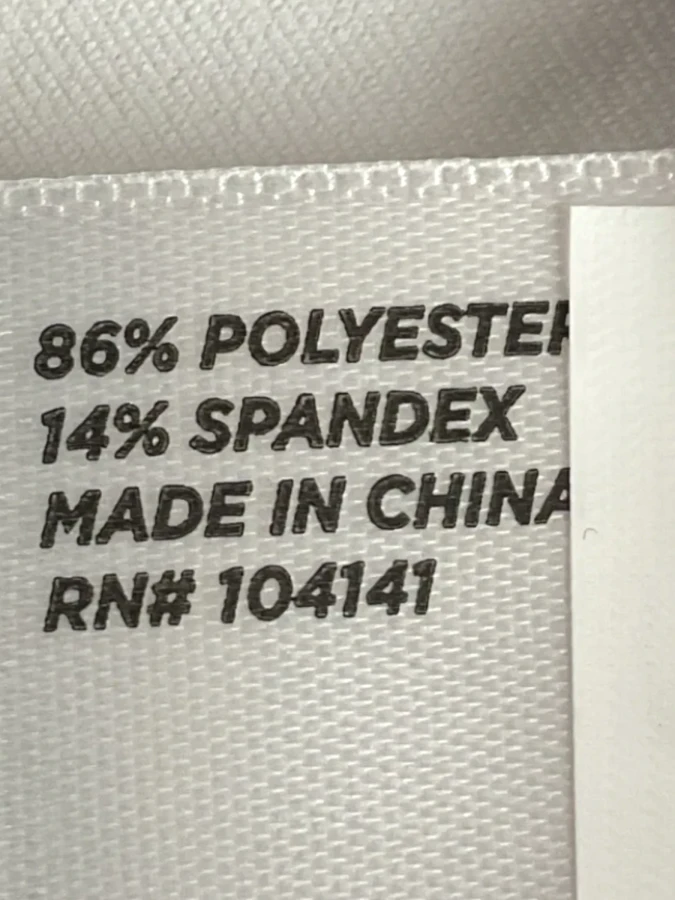 86% POLYESTER
14% SPANDEX
MADE IN CHINA
RN# 104141